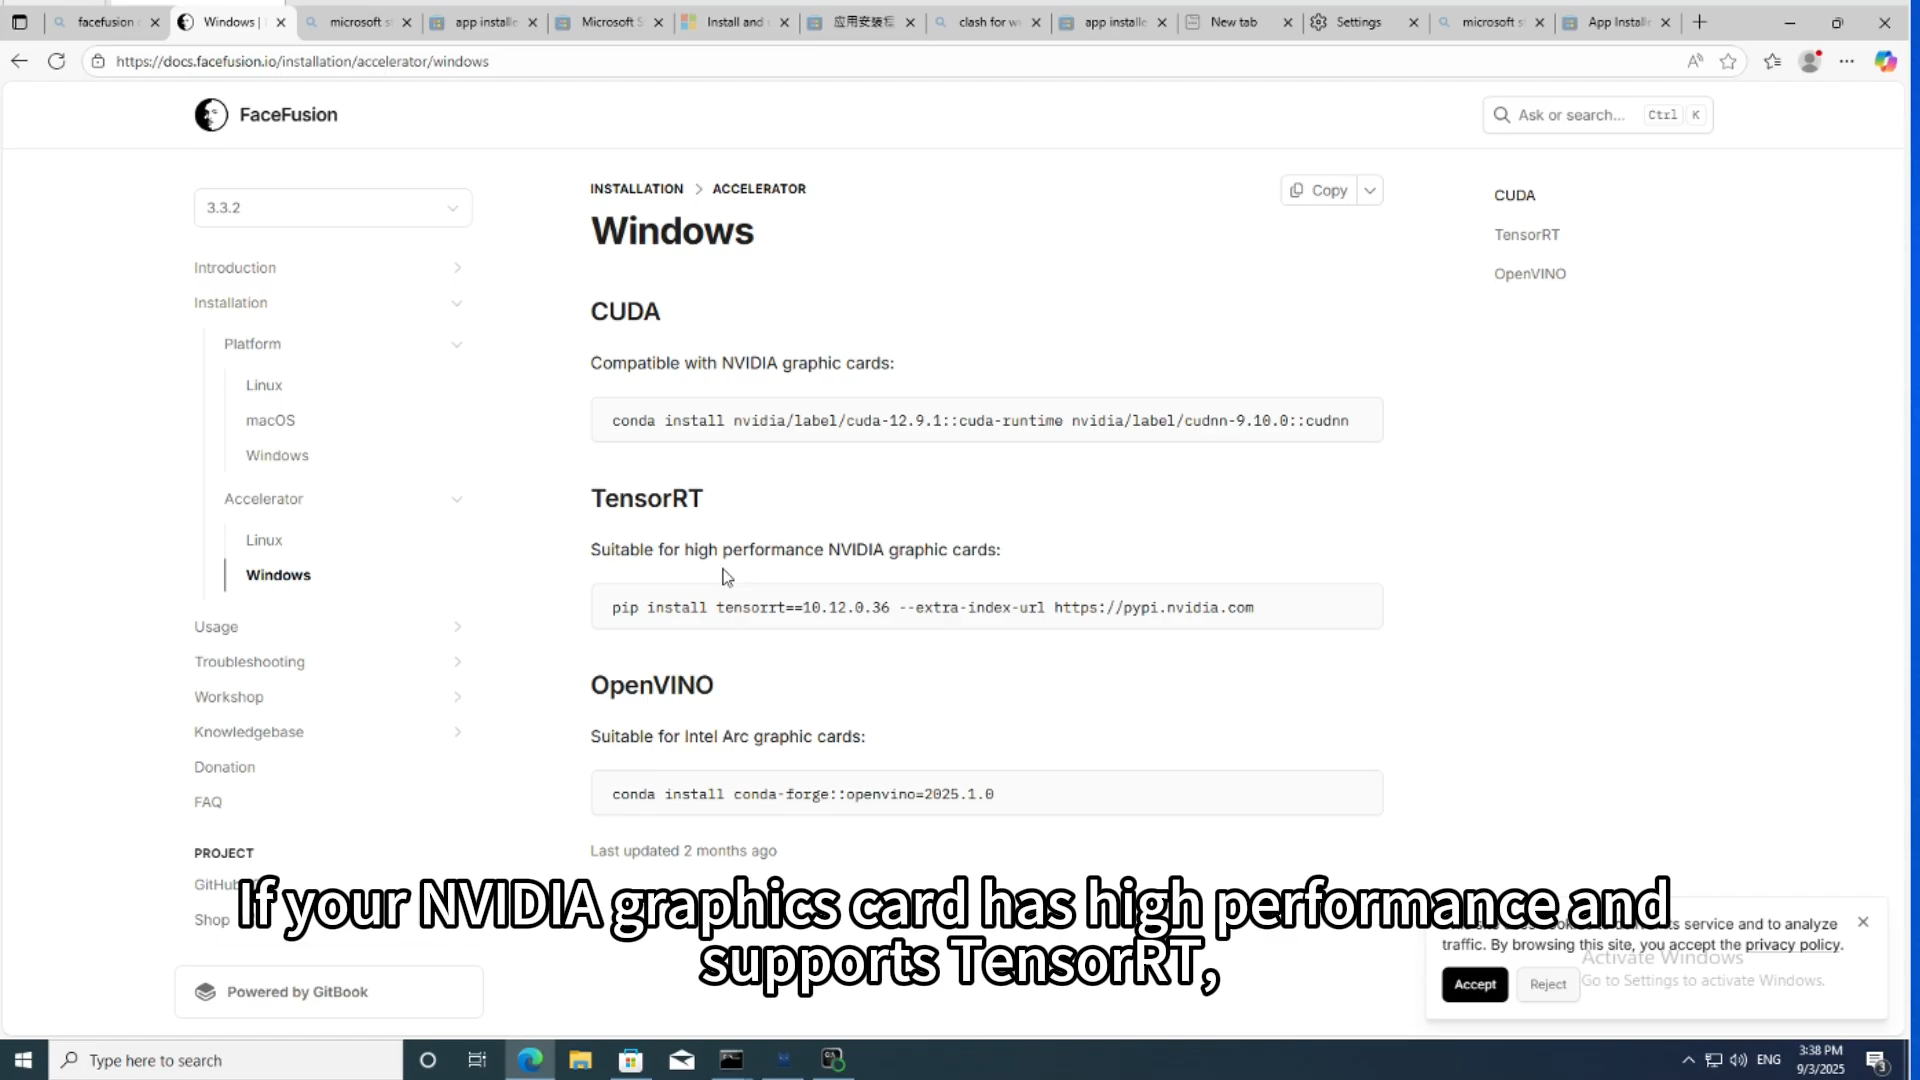 facefusion
Windows |
microsoft s
app installe
Microsoft S
Install and
应用安装程
clash for w
app installe
New tab
Settings
microsoft s
App Installe
https://docs.facefusion.io/installation/accelerator/windows
FaceFusion
Ask or search...
Ctrl
K
3.3.2
Introduction
Installation
Platform
Linux
macOS
Windows
Accelerator
Linux
Windows
Usage
Troubleshooting
Workshop
Knowledgebase
Donation
FAQ
PROJECT
GitHub
Shop
Powered by GitBook
INSTALLATION > ACCELERATOR
Copy
Windows
CUDA
Compatible with NVIDIA graphic cards:
conda install nvidia/label/cuda-12.9.1::cuda-runtime nvidia/label/cudnn-9.10.0::cudnn
TensorRT
Suitable for high performance NVIDIA graphic cards:
pip install tensorrt==10.12.0.36 --extra-index-url https://pypi.nvidia.com
OpenVINO
Suitable for Intel Arc graphic cards:
conda install conda-forge::openvino=2025.1.0
Last updated 2 months ago
CUDA
TensorRT
OpenVINO
If your NVIDIA graphics card has high performance and
supports TensorRT,
service and to analyze
traffic. By browsing this site, you accept the privacy policy.
Accept
Reject
Activate Windows
Go to Settings to activate Windows.
Type here to search
ENG
3:38 PM
9/3/2025
3